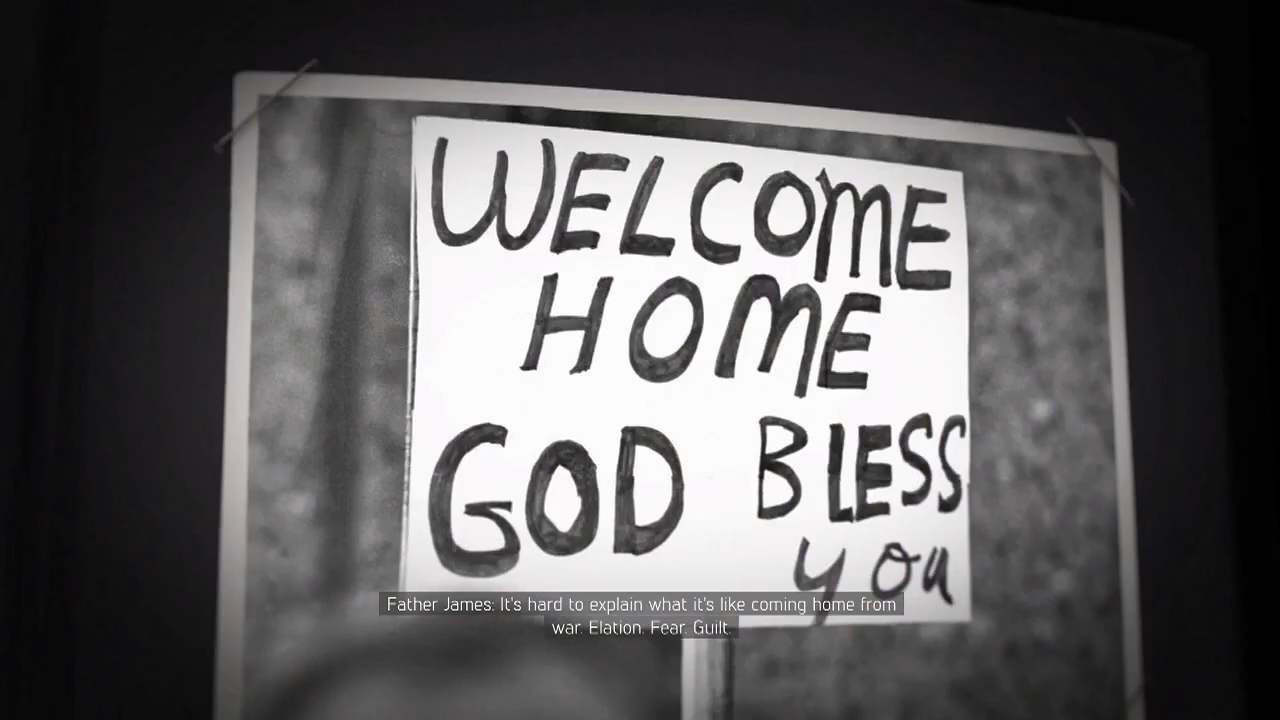 WELCOME
HOME
GOD BLESS
you
Father James: It's hard to explain what it's like coming home from
war. Elation. Fear. Guilt.